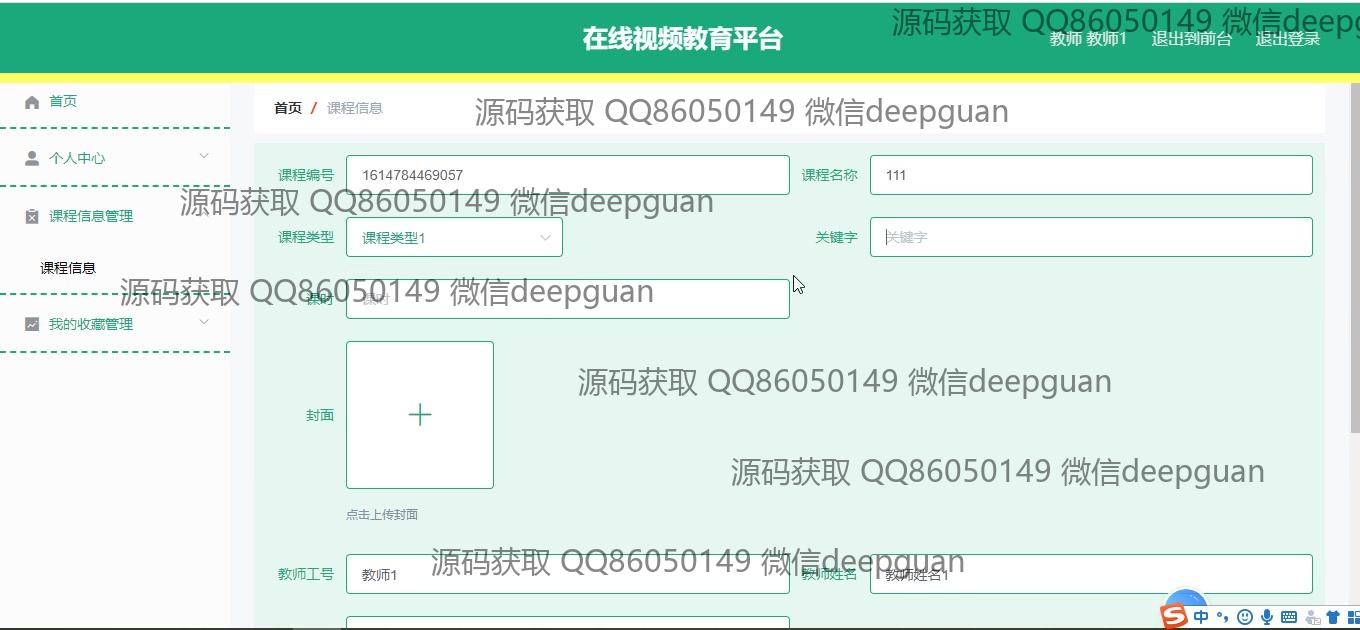 源码获取 QQ86050149 微信deepg
在线视频教育平台
教师 教师1 退出到前台 退出登录
首页
首页 / 课程信息
源码获取 QQ86050149 微信deepguan
个人中心
课程编号 1614784469057 课程名称 111
源码获取 QQ86050149 微信deepguan
课程信息管理
课程类型 课程类型1 关键字 关键字
课程信息
源码获取 QQ86050149 微信deepguan
课时 课时
我的收藏管理
源码获取 QQ86050149 微信deepguan
封面
源码获取 QQ86050149 微信deepguan
点击上传封面
源码获取 QQ86050149 微信deepguan
教师工号 教师1 教师姓名 教师姓名1
S 中